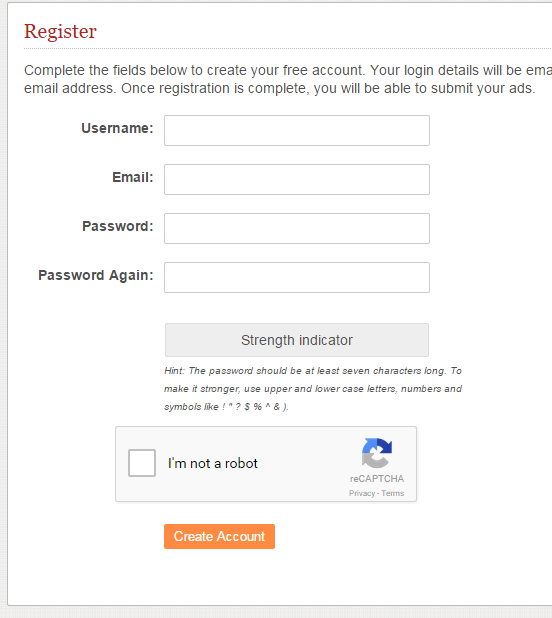 Register
Complete the fields below to create your free account. Your login details will be
email address. Once registration is complete, you will be able to submit your ads.
Username:
Email:
Password:
Password Again:
Strength indicator
Hint: The password should be at least seven characters long. To
make it stronger, use upper and lower case letters, numbers and
symbols like ! " ? $ % ^ & ).
I'm not a robot
reCAPTCHA
Privacy - Terms
Create Account